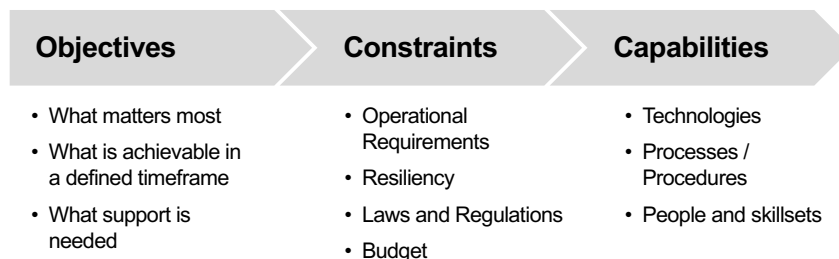 Objectives
• What matters most
• What is achievable in
a defined timeframe
• What support is
needed
Constraints
• Operational
Requirements
• Resiliency
• Laws and Regulations
• Budget
Capabilities
• Technologies
• Processes /
Procedures
• People and skillsets